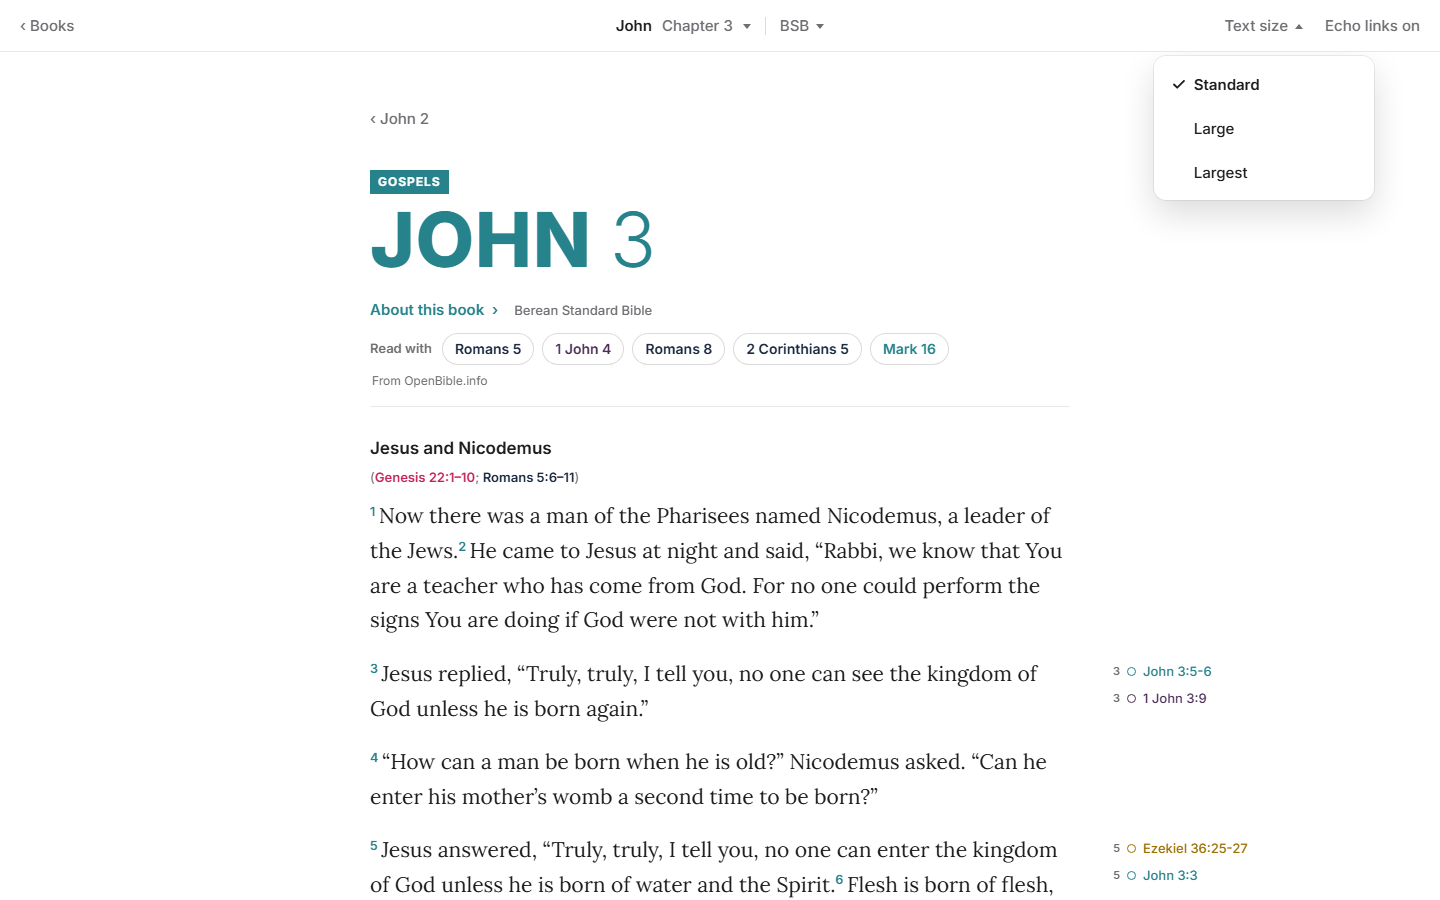 ‹ Books
John Chapter 3 BSB
Text size Echo links on
Standard
Large
Largest
‹ John 2
GOSPELS
JOHN 3
About this book › Berean Standard Bible
Read with Romans 5 1 John 4 Romans 8 2 Corinthians 5 Mark 16
From OpenBible.info
Jesus and Nicodemus
(Genesis 22:1–10; Romans 5:6–11)
1 Now there was a man of the Pharisees named Nicodemus, a leader of
the Jews. 2 He came to Jesus at night and said, “Rabbi, we know that You
are a teacher who has come from God. For no one could perform the
signs You are doing if God were not with him.”
3 Jesus replied, “Truly, truly, I tell you, no one can see the kingdom of
God unless he is born again.”
3 John 3:5-6
3 1 John 3:9
4 “How can a man be born when he is old?” Nicodemus asked. “Can he
enter his mother’s womb a second time to be born?”
5 Jesus answered, “Truly, truly, I tell you, no one can enter the kingdom
of God unless he is born of water and the Spirit. 6 Flesh is born of flesh,
5 Ezekiel 36:25-27
5 John 3:3